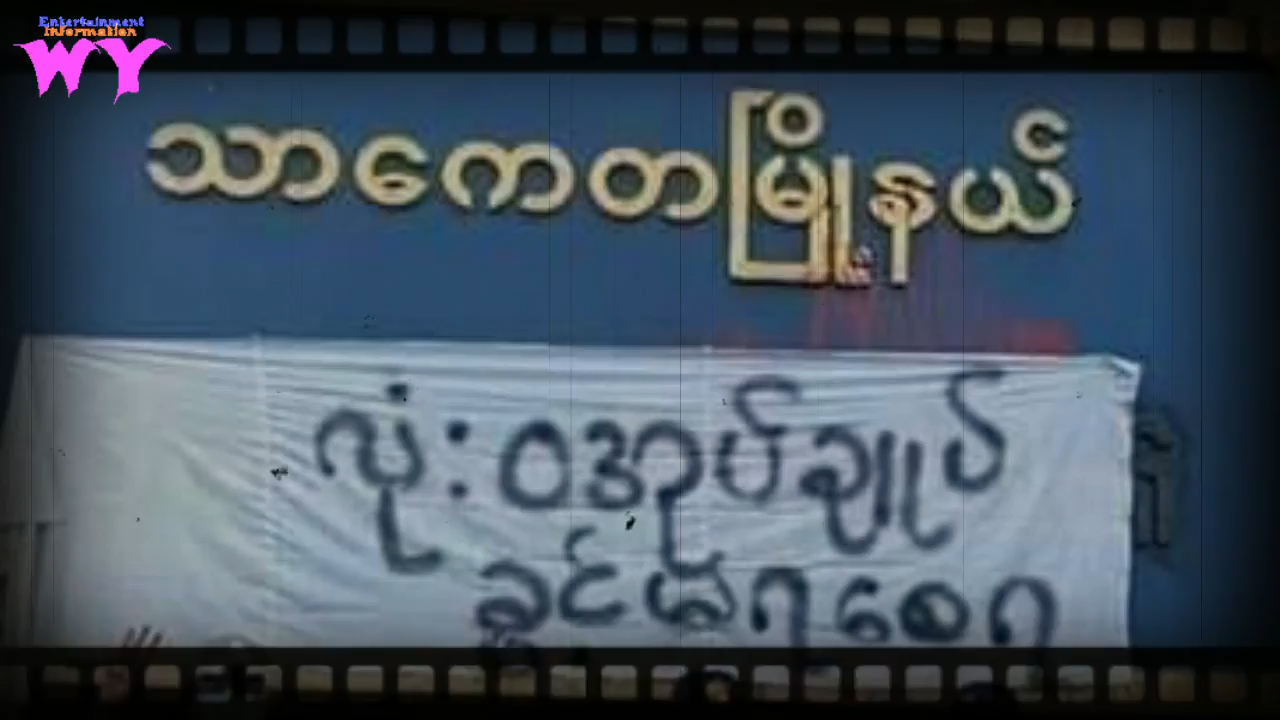 Entertainment
Information
WY
သာကေတမြို့နယ်
လုံးဝအုပ်ချုပ်
ခွင့်မရစေရ